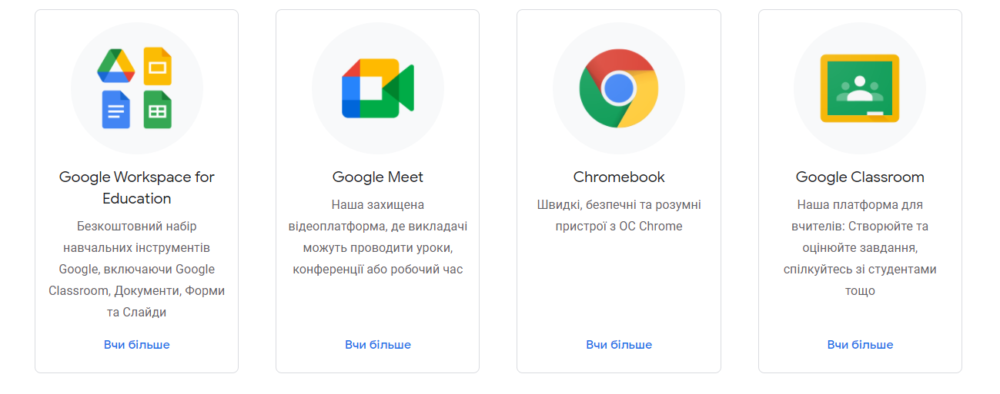 Google Workspace for
Education
Безкоштовний набір
навчальних інструментів
Google, включаючи Google
Classroom, Документи, Форми
та Слайди
Вчи більше
Google Meet
Наша захищена
відеоплатформа, де викладачі
можуть проводити уроки,
конференції або робочий час
Вчи більше
Chromebook
Швидкі, безпечні та розумні
пристрої з ОС Chrome
Вчи більше
Google Classroom
Наша платформа для
вчителів: Створюйте та
оцінюйте завдання,
спілкуйтесь зі студентами
тощо
Вчи більше